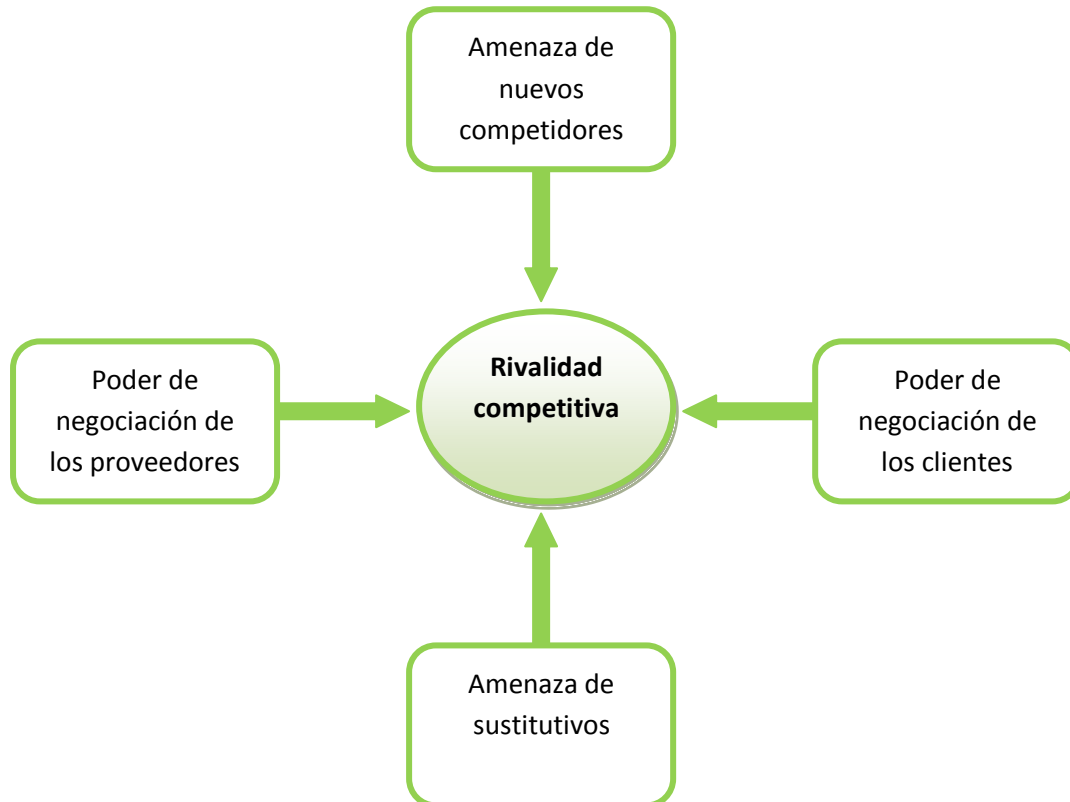 Amenaza de
nuevos
competidores
Rivalidad
competitiva
Poder de
negociación de
los proveedores
Poder de
negociación de
los clientes
Amenaza de
sustitutivos